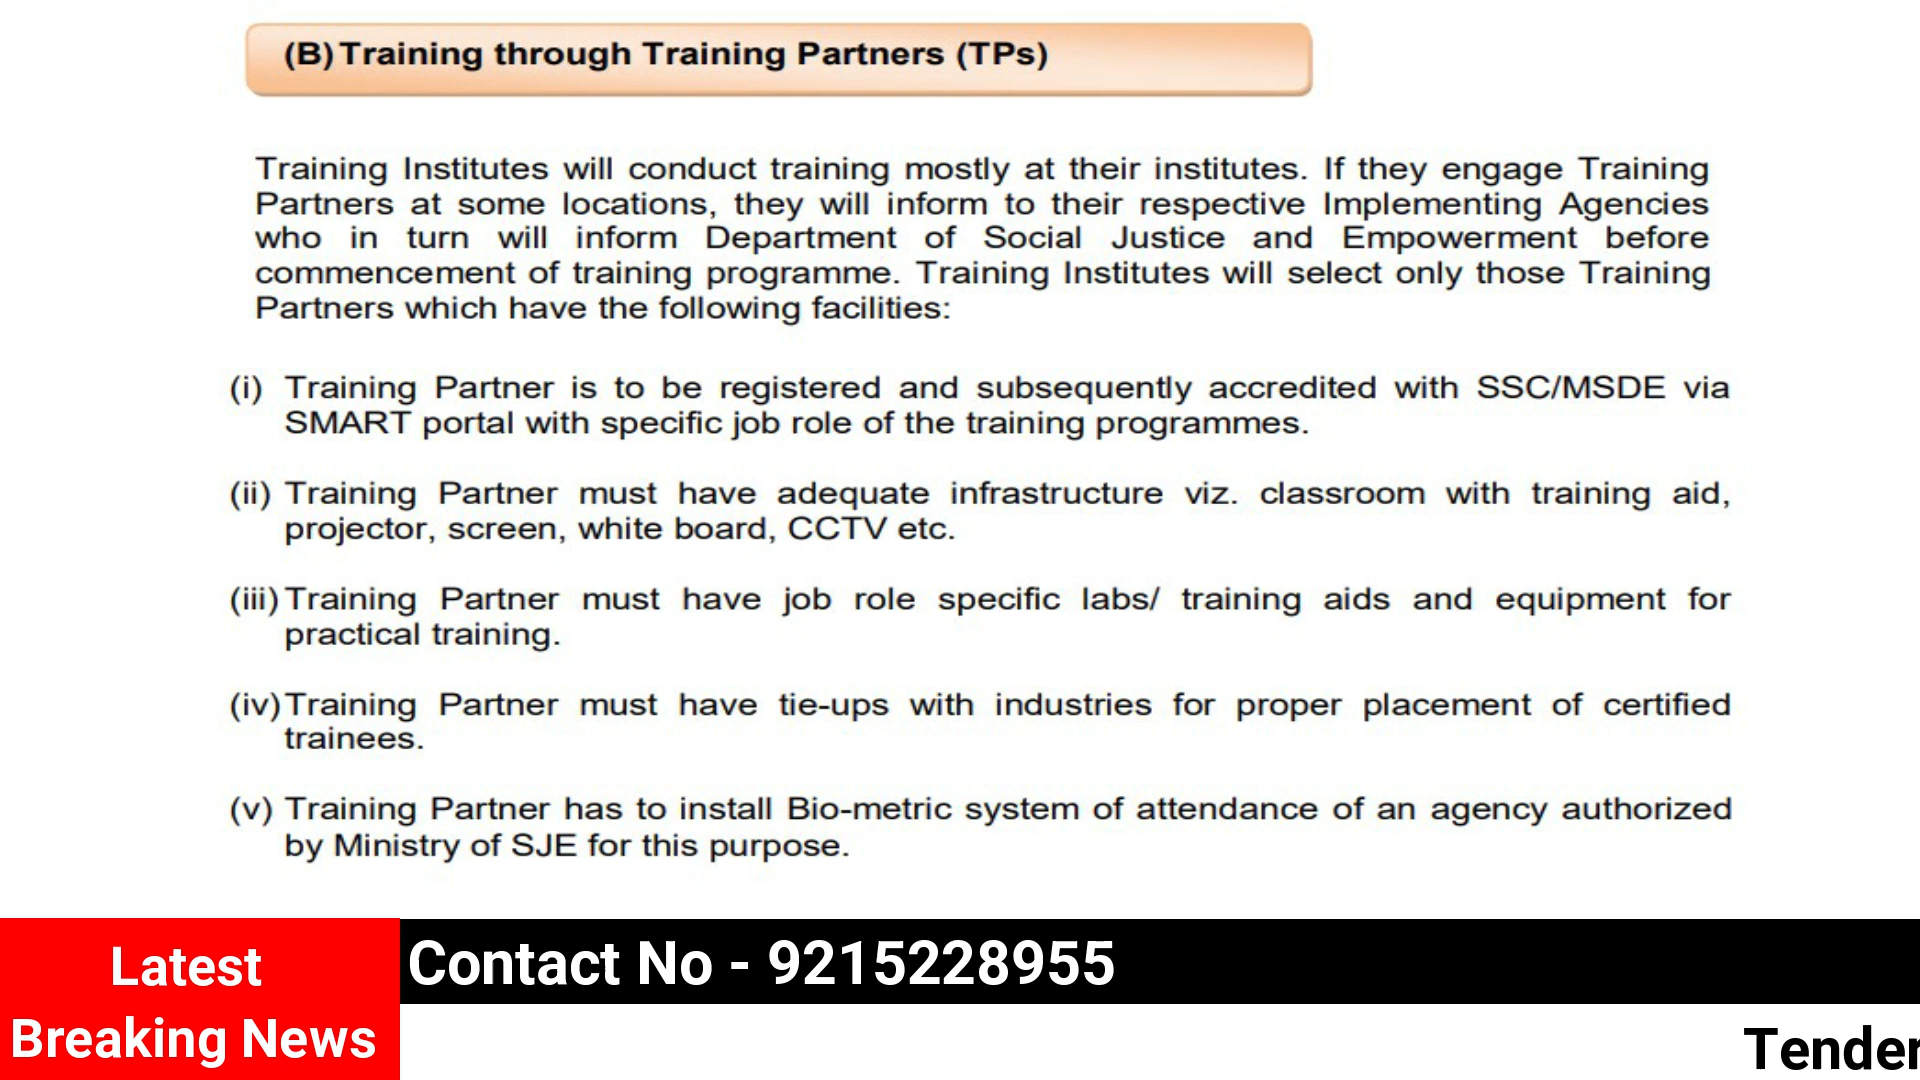 (B) Training through Training Partners (TPs)
Training Institutes will conduct training mostly at their institutes. If they engage Training
Partners at some locations, they will inform to their respective Implementing Agencies
who in turn will inform Department of Social Justice and Empowerment before
commencement of training programme. Training Institutes will select only those Training
Partners which have the following facilities:
(i) Training Partner is to be registered and subsequently accredited with SSC/MSDE via
SMART portal with specific job role of the training programmes.
(ii) Training Partner must have adequate infrastructure viz. classroom with training aid,
projector, screen, white board, CCTV etc.
(iii) Training Partner must have job role specific labs/ training aids and equipment for
practical training.
(iv) Training Partner must have tie-ups with industries for proper placement of certified
trainees.
(v) Training Partner has to install Bio-metric system of attendance of an agency authorized
by Ministry of SJE for this purpose.
Latest
Breaking News
Contact No - 9215228955
Tender